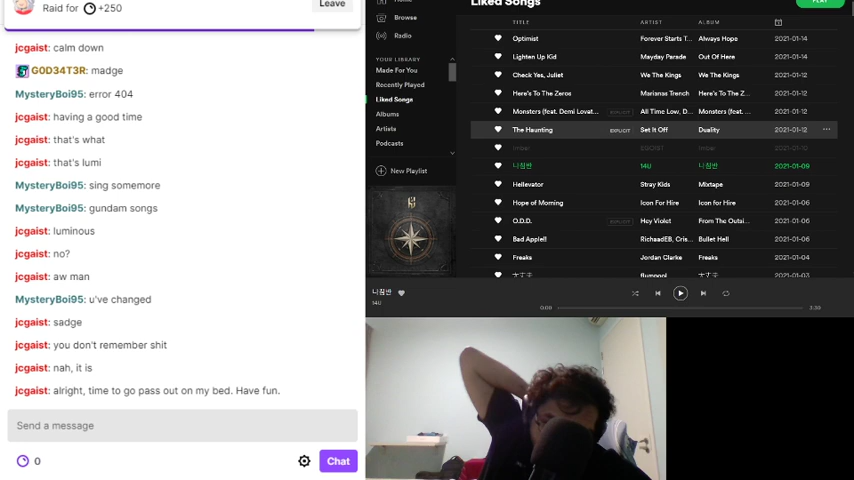 Raid for +250
Leave
jcgaist: calm down
G0D34T3R: madge
MysteryBoi95: error 404
jcgaist: having a good time
jcgaist: that's what
jcgaist: that's lumi
MysteryBoi95: sing somemore
MysteryBoi95: gundam songs
jcgaist: luminous
jcgaist: no?
jcgaist: aw man
MysteryBoi95: u've changed
jcgaist: sadge
jcgaist: you don't remember shit
jcgaist: nah, it is
jcgaist: alright, time to go pass out on my bed. Have fun.
Send a message
0
Chat
Browse
Radio
YOUR LIBRARY
Made For You
Recently Played
Liked Songs
Albums
Artists
Podcasts
New Playlist
Liked Songs
PLAY
TITLE ARTIST ALBUM
Optimist Forever Starts T... Always Hope 2021-01-14
Lighten Up Kid Mayday Parade Out Of Here 2021-01-14
Check Yes, Juliet We The Kings We The Kings 2021-01-12
Here's To The Zeros Marianas Trench Here's To The Z... 2021-01-12
Monsters (feat. Demi Lovat... EXPLICIT All Time Low, D... Monsters (feat. 2021-01-12
The Haunting EXPLICIT Set It Off Duality 2021-01-12
EGOIST 2021-01-10
나침반 14U 나침반 2021-01-09
Hellevator Stray Kids Mixtape 2021-01-09
Hope of Morning Icon For Hire Icon for Hire 2021-01-06
O.D.D. EXPLICIT Hey Violet From The Outsi... 2021-01-06
Bad Apple!! RichaadEB, Cris... Bullet Hell 2021-01-06
Freaks Jordan Clarke Freaks 2021-01-04
flumpool 2021-01-03
나침반
14U
0:00
3:30